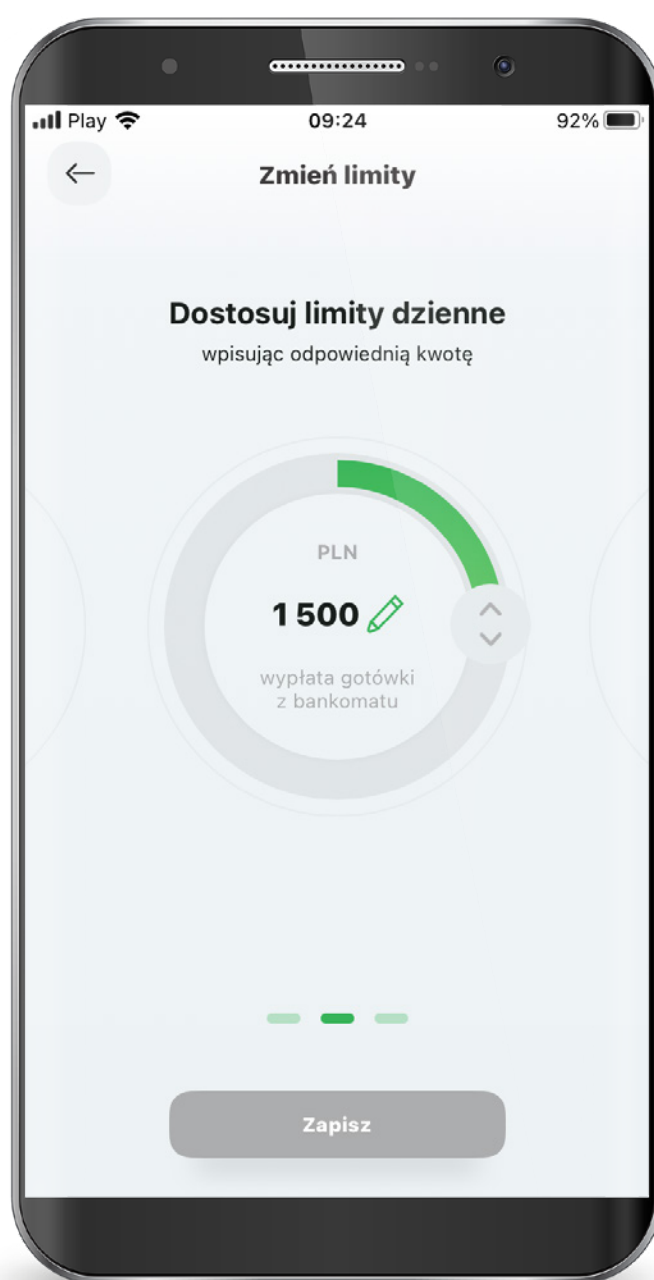 Play 09:24 92%
Zmień limity
Dostosuj limity dzienne
wpisując odpowiednią kwotę
PLN
1 500
wypłata gotówki
z bankomatu
Zapisz